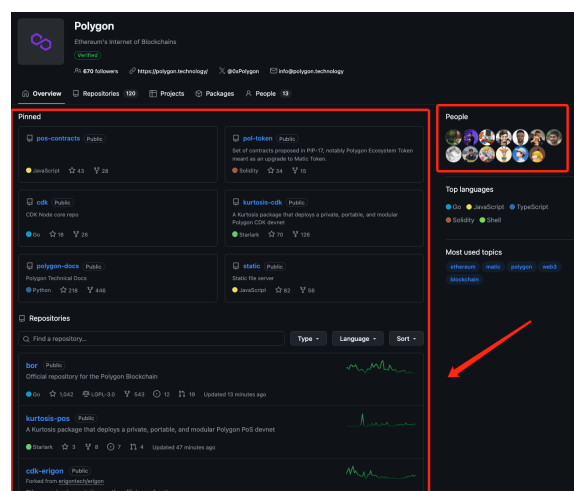 Polygon
Ethereum's Internet of Blockchains
Verified
670 followers https://polygon.technology/ @0xPolygon info@polygon.technology
Overview Repositories 120 Projects Packages People 13
Pinned
pos-contracts Public
JavaScript 43 28
pol-token Public
Set of contracts proposed in PIP-17, notably Polygon Ecosystem Token
meant as an upgrade to Matic Token.
Solidity 34 15
cdk Public
CDK Node core repo
Go 18 28
kurtosis-cdk Public
A Kurtosis package that deploys a private, portable, and modular
Polygon CDK devnet
Starlark 70 126
polygon-docs Public
Polygon Technical Docs
Python 218 446
static Public
Static file server
JavaScript 82 56
Repositories
Find a repository...
Type
Language
Sort
bor Public
Official repository for the Polygon Blockchain
Go 1,042 LGPL-3.0 543 12 19 Updated 13 minutes ago
kurtosis-pos Public
A Kurtosis package that deploys a private, portable, and modular Polygon PoS devnet
Starlark 3 8 7 4 Updated 47 minutes ago
cdk-erigon Public
Forked from erigontech/erigon
People
Top languages
Go JavaScript TypeScript
Solidity Shell
Most used topics
ethereum matic polygon web3
blockchain